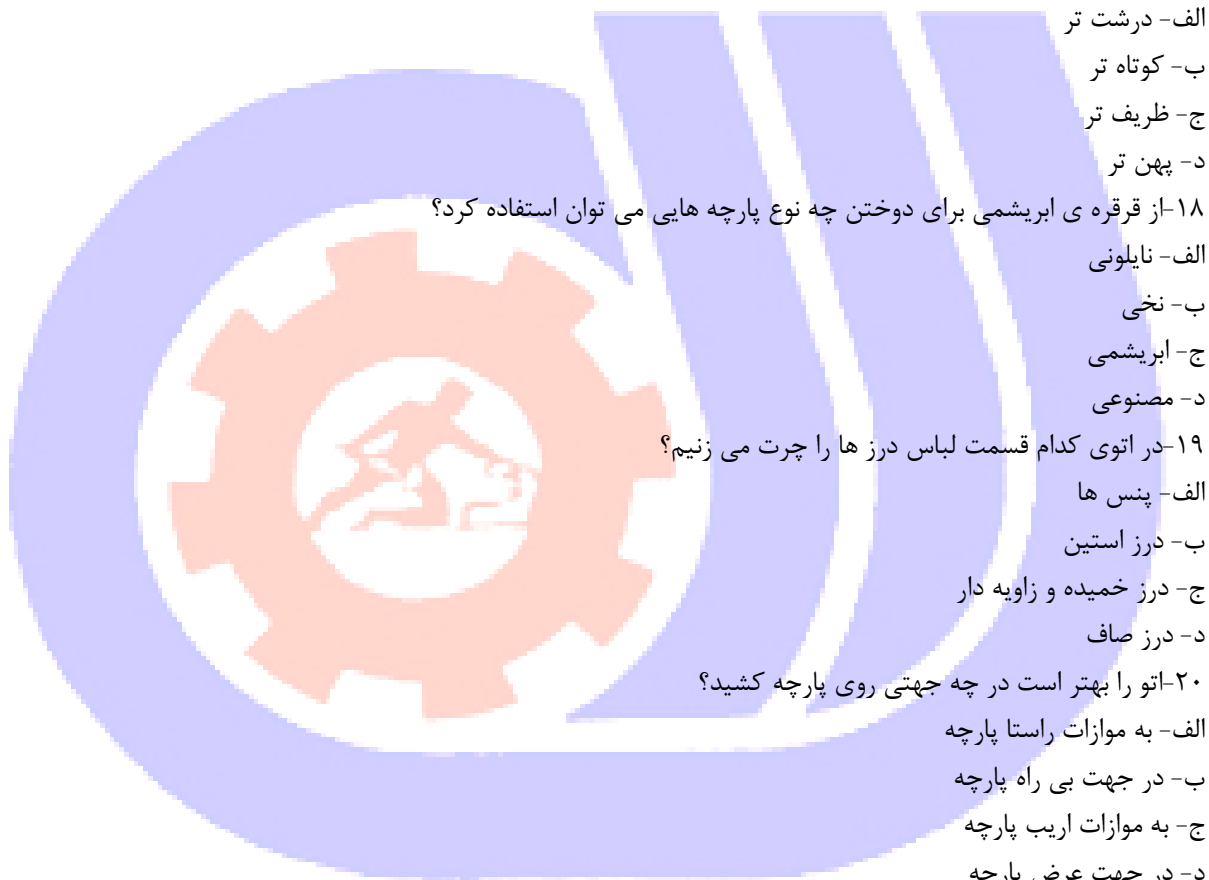 الف- درشت تر
ب- کوتاه تر
ج- ظریف تر
د- پهن تر
۱۸-از قرقره ی ابریشمی برای دوختن چه نوع پارچه هایی می توان استفاده کرد؟
الف- نایلونی
ب- نخی
ج- ابریشمی
د- مصنوعی
۱۹-در اتوی کدام قسمت لباس درز ها را چرت می زنیم؟
الف- پنس ها
ب- درز استین
ج- درز خمیده و زاویه دار
د- درز صاف
۲۰-اتو را بهتر است در چه جهتی روی پارچه کشید؟
الف- به موازات راستا پارچه
ب- در جهت بی راه پارچه
ج- به موازات اریب پارچه
د- در جهت عرض پارچه